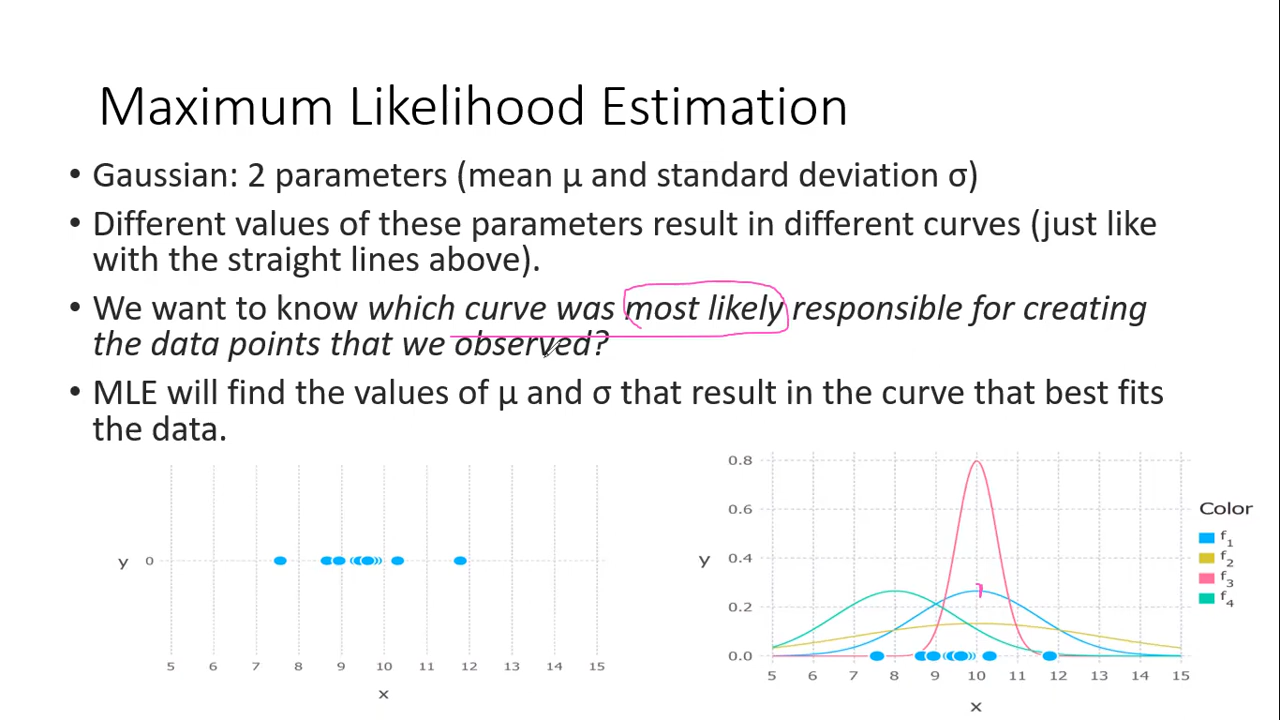 Maximum Likelihood Estimation
• Gaussian: 2 parameters (mean μ and standard deviation σ)
• Different values of these parameters result in different curves (just like
with the straight lines above).
• We want to know which curve was most likely responsible for creating
the data points that we observed?
• MLE will find the values of μ and σ that result in the curve that best fits
the data.
y 0
5 6 7 8 9 10 11 12 13 14 15
x
0.8
0.6
0.4
0.2
0.0
y
5 6 7 8 9 10 11 12 13 14 15
x
Color
f1
f2
f3
f4